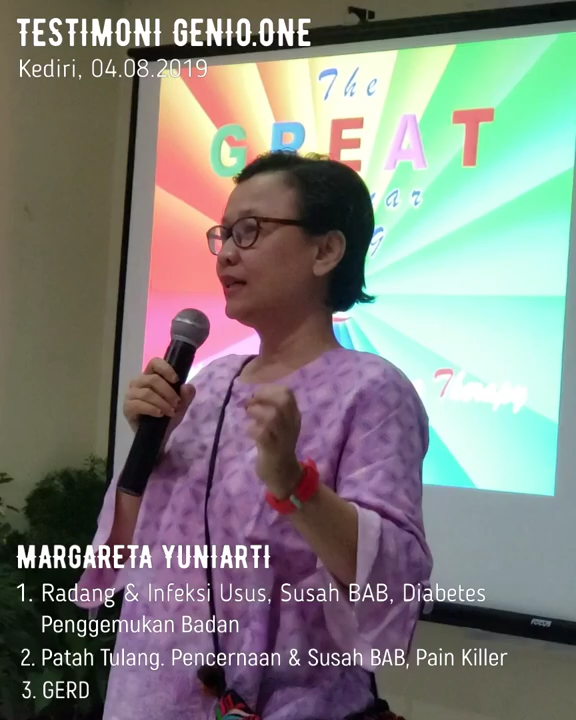 TESTIMONI GENIO.ONE
Kediri, 04.08.2019
The
GREAT
Therapy
MARGARETA YUNIARTI
1. Radang & Infeksi Usus, Susah BAB, Diabetes
Penggemukan Badan
2. Patah Tulang. Pencernaan & Susah BAB, Pain Killer
3. GERD
FOCUS